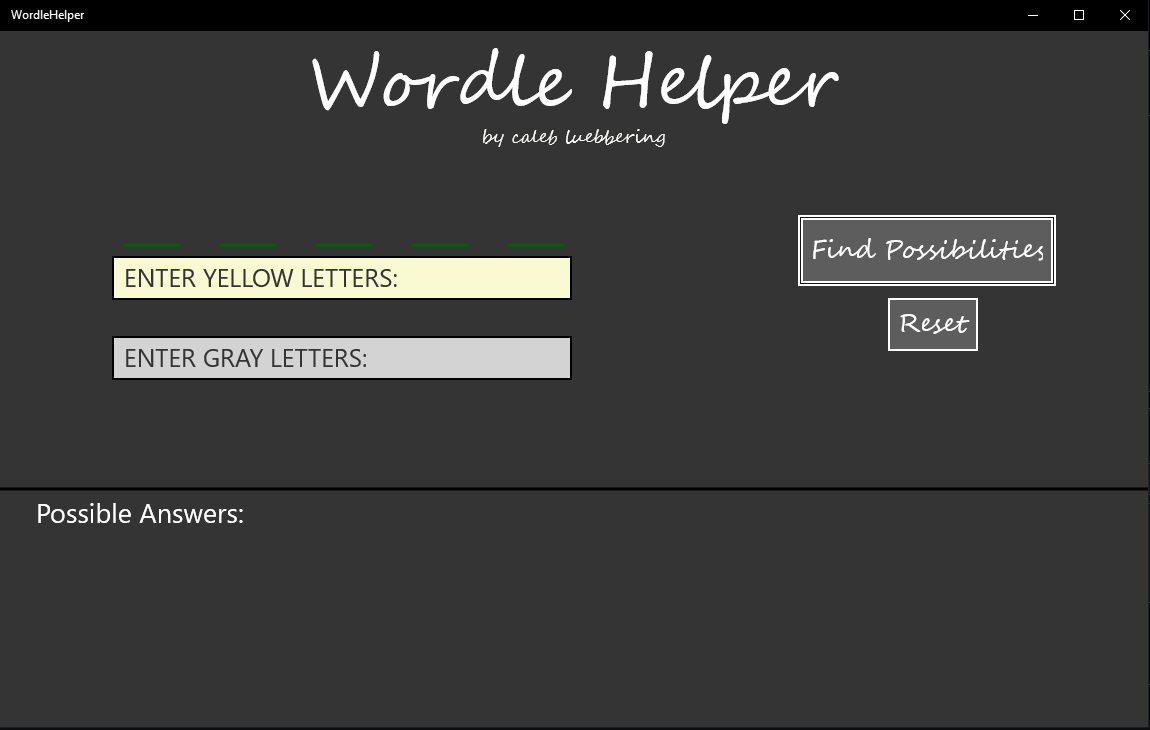 WordleHelper
Wordle Helper
by caleb luebbering
Find Possibilities
ENTER YELLOW LETTERS:
Reset
ENTER GRAY LETTERS:
Possible Answers: